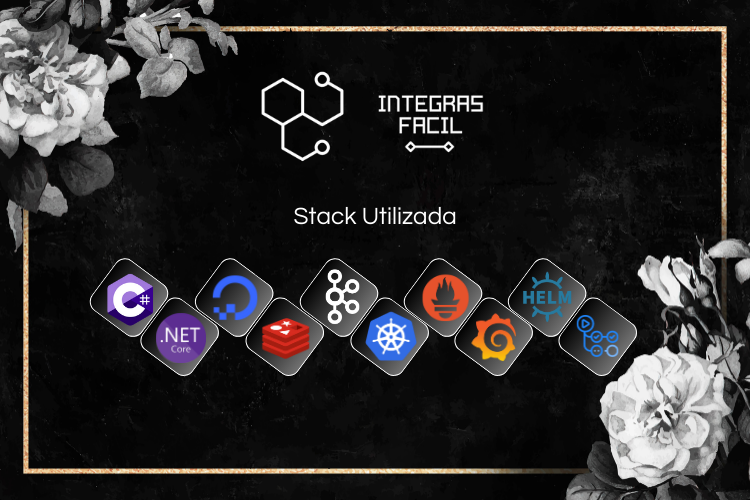 INTEGRAS
FACIL
Stack Utilizada
C#
.NET
Core
HELM